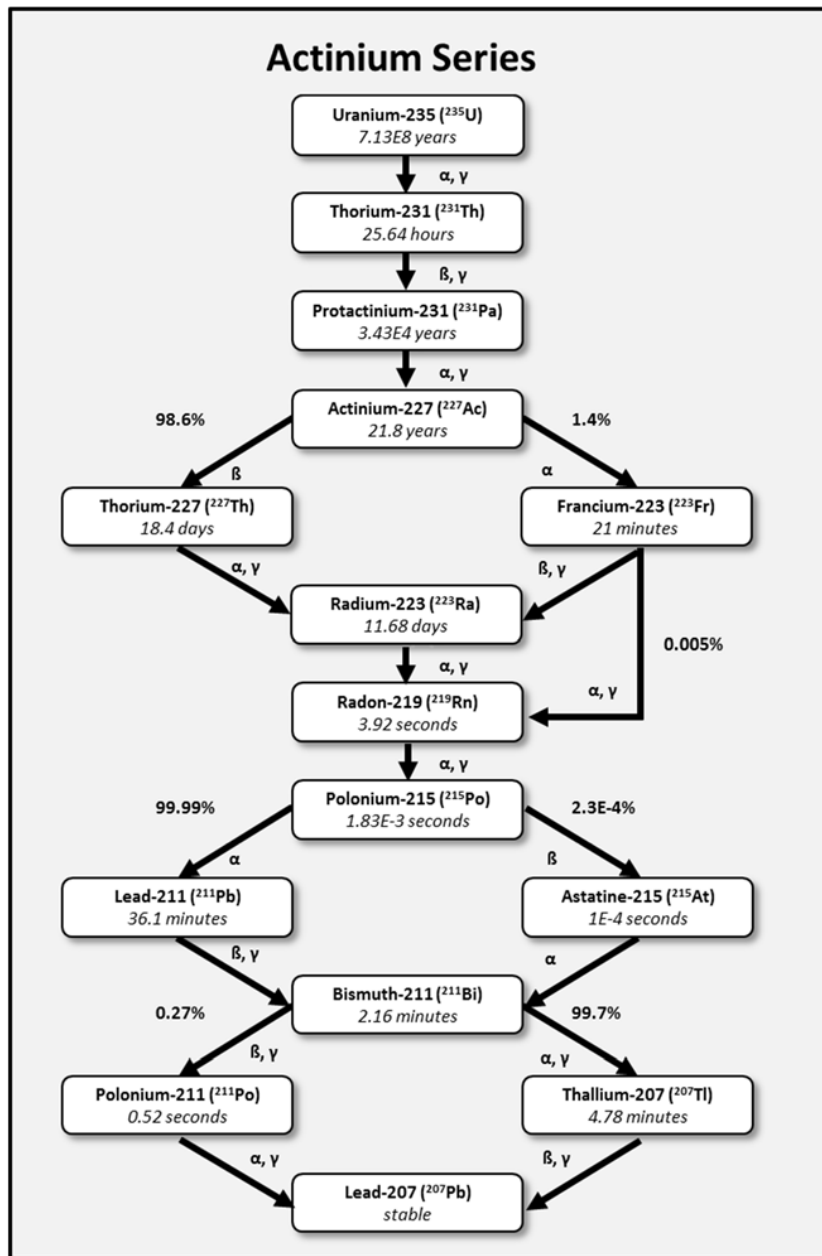 Actinium Series
Uranium-235 (²³⁵U)
7.13E8 years
α, γ
Thorium-231 (²³¹Th)
25.64 hours
ß, γ
Protactinium-231 (²³¹Pa)
3.43E4 years
α, γ
Actinium-227 (²²⁷Ac)
21.8 years
98.6%
1.4%
ß
α
Thorium-227 (²²⁷Th)
18.4 days
Francium-223 (²²³Fr)
21 minutes
α, γ
ß, γ
Radium-223 (²²³Ra)
11.68 days
0.005%
α, γ
α, γ
Radon-219 (²¹⁹Rn)
3.92 seconds
α, γ
Polonium-215 (²¹⁵Po)
1.83E-3 seconds
99.99%
2.3E-4%
α
ß
Lead-211 (²¹¹Pb)
36.1 minutes
Astatine-215 (²¹⁵At)
1E-4 seconds
ß, γ
α
Bismuth-211 (²¹¹Bi)
2.16 minutes
0.27%
99.7%
ß, γ
α, γ
Polonium-211 (²¹¹Po)
0.52 seconds
Thallium-207 (²⁰⁷Tl)
4.78 minutes
α, γ
ß, γ
Lead-207 (²⁰⁷Pb)
stable